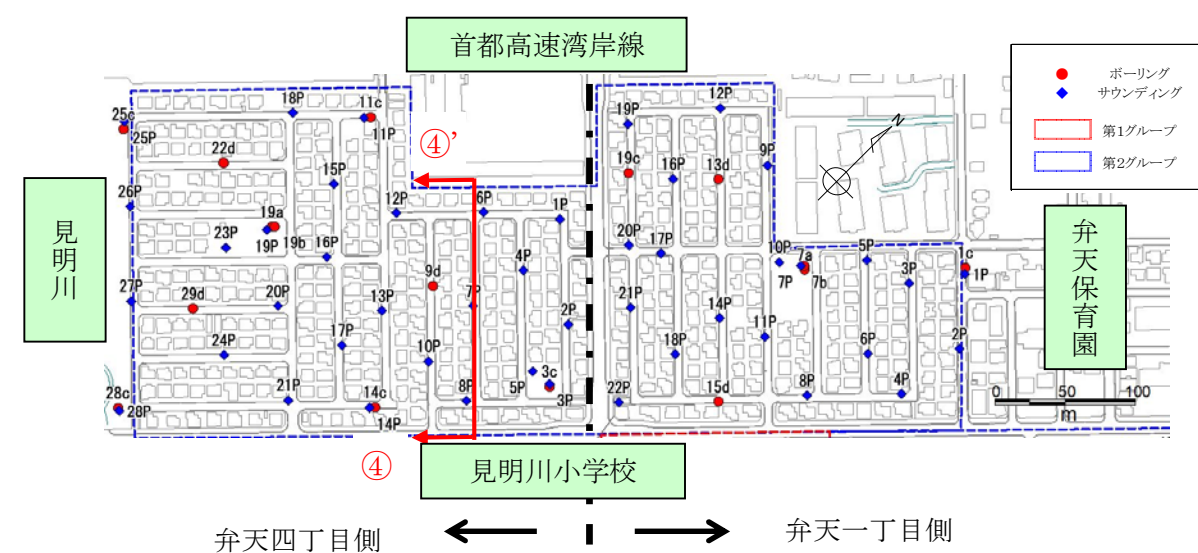 首都高速湾岸線
ボーリング
サウンディング
第1グループ
第2グループ
18P
11c
11P
25c
25P
22d
15P
④’
12P
19P
19c
16P
13d
9P
N
26P
19a
23P
19P
19b
16P
12P
6P
1P
4P
20P
17P
10P
7a
7P
7b
5P
3P
1c
1P
見明川
弁天保育園
27P
29d
20P
13P
9d
7P
2P
21P
14P
11P
24P
17P
10P
18P
6P
2P
28c
28P
21P
14c
14P
8P
5P
3c
3P
22P
15d
8P
4P
0
50
100
m
④
見明川小学校
弁天四丁目側
弁天一丁目側